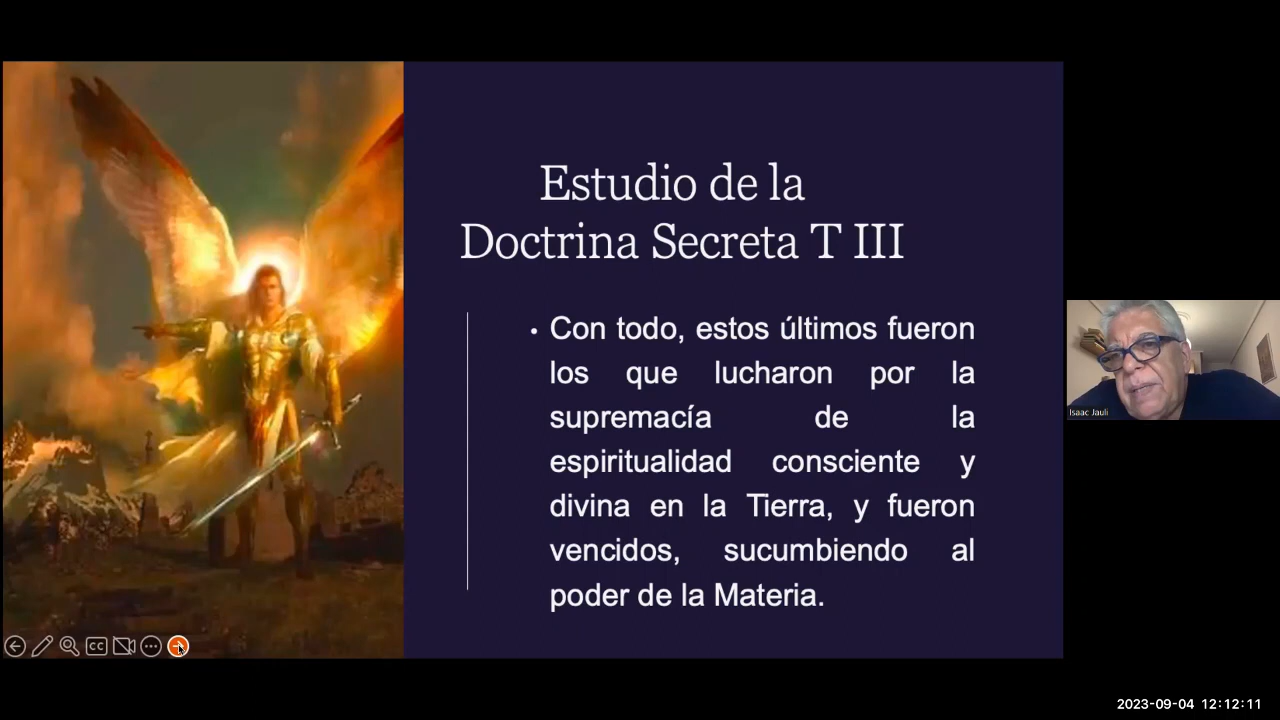 Estudio de la
Doctrina Secreta T III
• Con todo, estos últimos fueron
los que lucharon por la
supremacía de la
espiritualidad consciente y
divina en la Tierra, y fueron
vencidos, sucumbiendo al
poder de la Materia.
Isaac Jauli
CC
2023-09-04 12:12:11